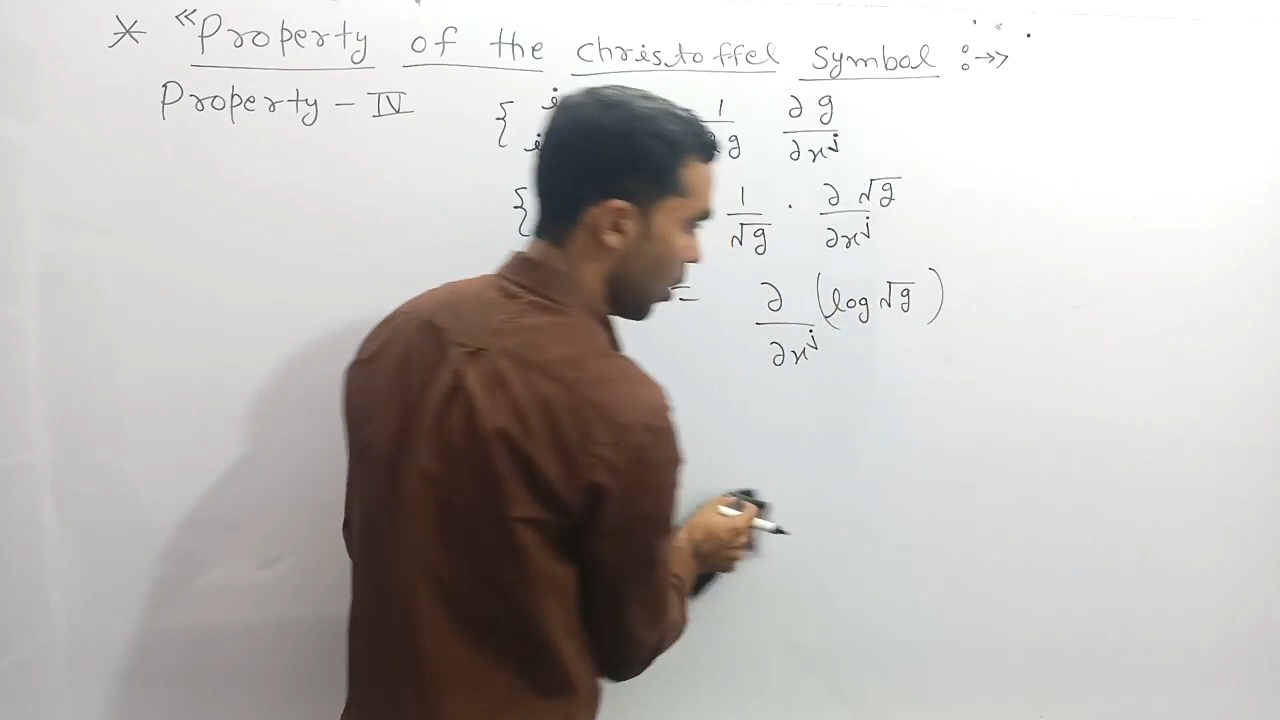 * “Property of the Christoffel Symbol :→>
Property - IV { i i 1 g ∂g ∂x^j
{ 1 √g · ∂√g ∂x^j
= ∂ ∂x^j (log √g)